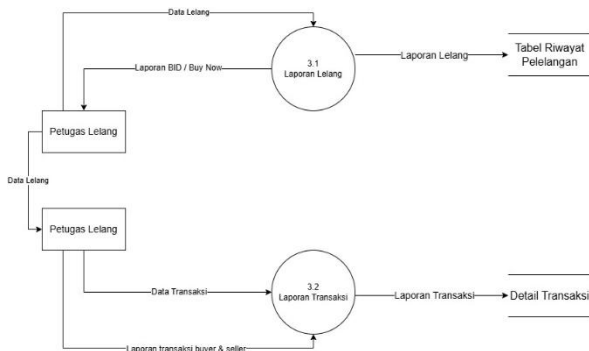 Data Lelang
3.1
Laporan Lelang
Laporan Lelang
Tabel Riwayat
Pelelangan
Laporan BID / Buy Now
Petugas Lelang
Data Lelang
Petugas Lelang
3.2
Laporan Transaksi
Data Transaksi
Laporan Transaksi
Detail Transaksi
Laporan transaksi buyer & seller